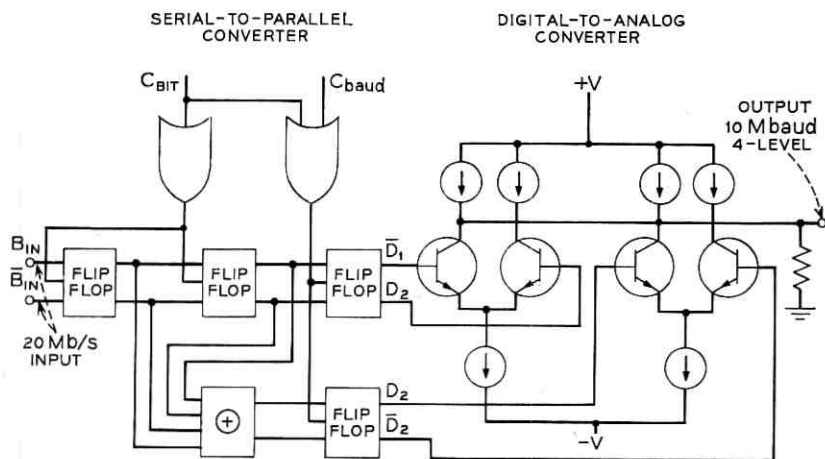 SERIAL-TO-PARALLEL
CONVERTER
DIGITAL-TO-ANALOG
CONVERTER
C_BIT
C_baud
+V
OUTPUT
10 M baud
4-LEVEL
B_IN
B̅_IN
20 Mb/s
INPUT
FLIP
FLOP
FLIP
FLOP
FLIP
FLOP
D̅_1
D_2
FLIP
FLOP
D_2
D̅_2
-V